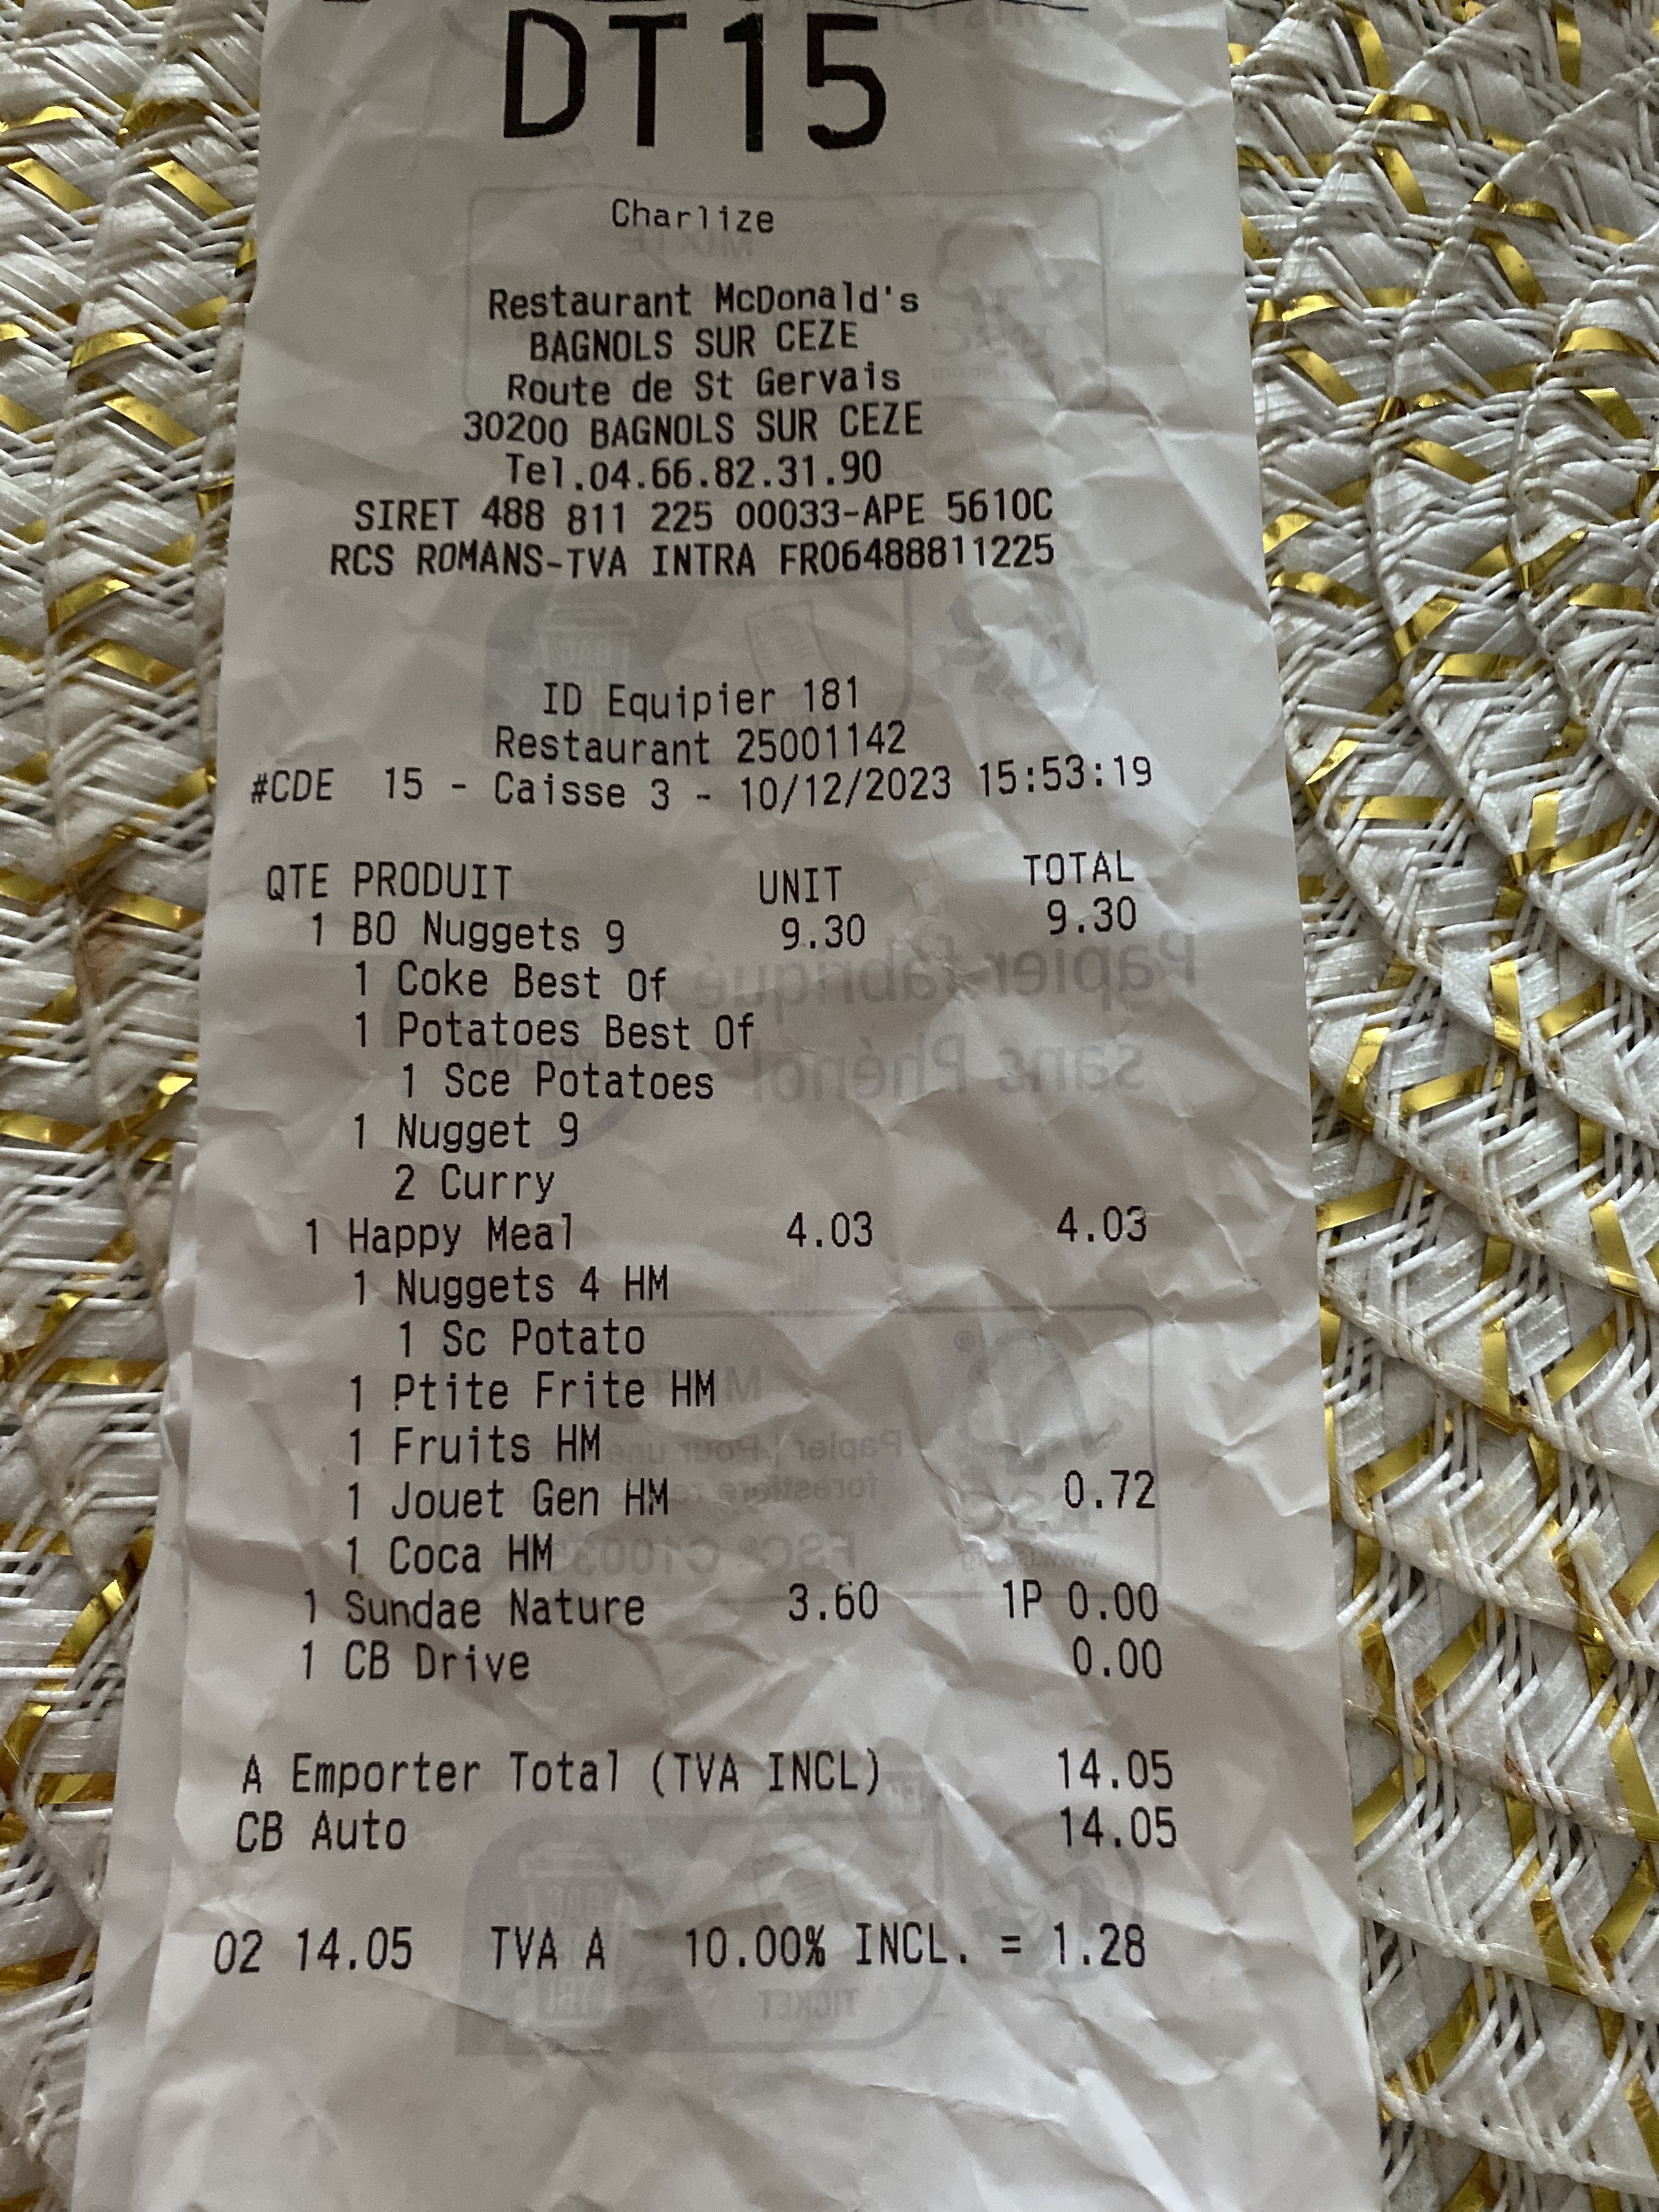 DT15
Charlize
Restaurant McDonald's
BAGNOLS SUR CEZE
Route de St Gervais
30200 BAGNOLS SUR CEZE
Tel.04.66.82.31.90
SIRET 488 811 225 00033-APE 5610C
RCS ROMANS-TVA INTRA FR06488811225
ID Equipier 181
Restaurant 25001142
#CDE 15 - Caisse 3 - 10/12/2023 15:53:19
QTE PRODUIT UNIT TOTAL
1 BO Nuggets 9 9.30 9.30
1 Coke Best Of
1 Potatoes Best Of
1 Sce Potatoes
1 Nugget 9
2 Curry
1 Happy Meal 4.03 4.03
1 Nuggets 4 HM
1 Sc Potato
1 Ptite Frite HM
1 Fruits HM
1 Jouet Gen HM 0.72
1 Coca HM
1 Sundae Nature 3.60 1P 0.00
1 CB Drive 0.00
A Emporter Total (TVA INCL) 14.05
CB Auto 14.05
02 14.05 TVA A 10.00% INCL. = 1.28
Papier fabriqué
sans Phénol
TICKET